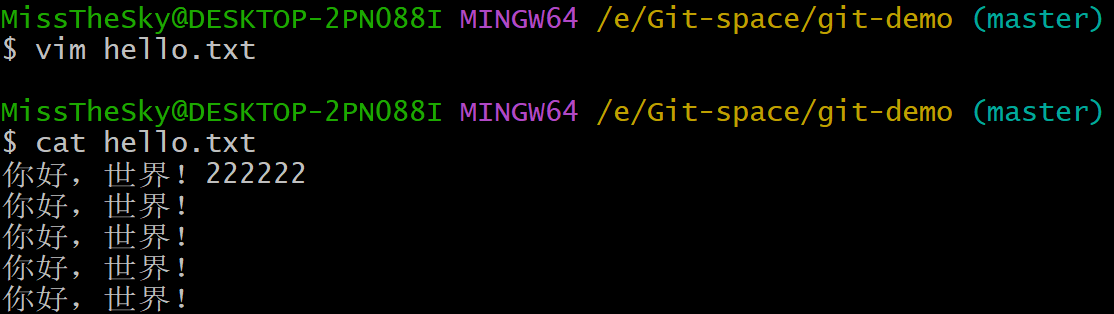 MissTheSky@DESKTOP-2PNO88I MINGW64 /e/Git-space/git-demo (master)
$ vim hello.txt
MissTheSky@DESKTOP-2PNO88I MINGW64 /e/Git-space/git-demo (master)
$ cat hello.txt
你好，世界！222222
你好，世界！
你好，世界！
你好，世界！
你好，世界！